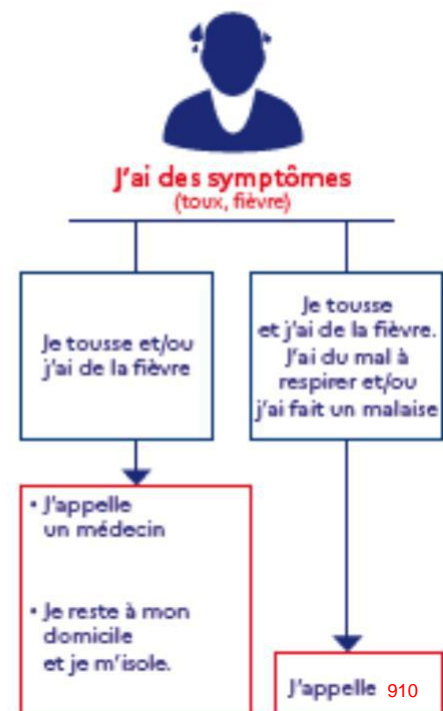 J'ai des symptômes
(toux, fièvre)
Je tousse et/ou
j'ai de la fièvre
Je tousse
et j'ai de la fièvre.
J'ai du mal à
respirer et/ou
j'ai fait un malaise
• J'appelle
un médecin
• Je reste à mon
domicile
et je m'isole.
J'appelle 910